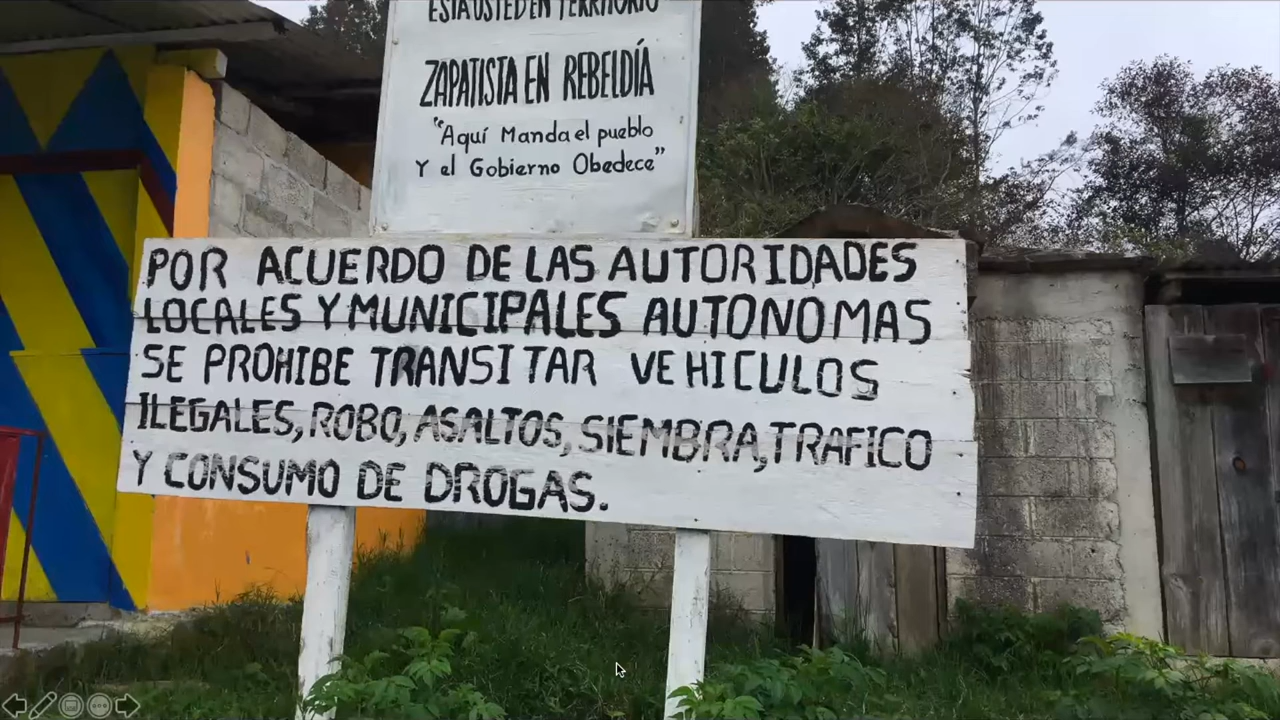 ESTA USTED EN TERRITORIO
ZAPATISTA EN REBELDÍA
"Aquí Manda el pueblo
Y el Gobierno Obedece"
POR ACUERDO DE LAS AUTORIDADES
LOCALES Y MUNICIPALES AUTONOMAS
SE PROHIBE TRANSITAR VEHICULOS
ILEGALES, ROBO, ASALTOS, SIEMBRA, TRAFICO
Y CONSUMO DE DROGAS.